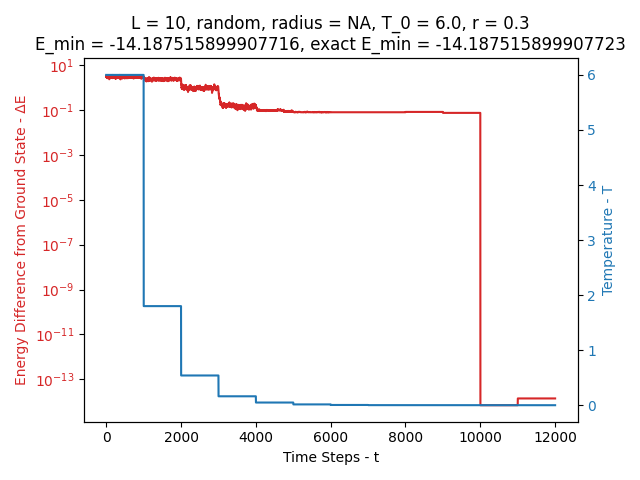 L = 10, random, radius = NA, T_0 = 6.0, r = 0.3
E_min = -14.187515899907716, exact E_min = -14.187515899907723
Energy Difference from Ground State - ΔE
10^1
10^-1
10^-3
10^-5
10^-7
10^-9
10^-11
10^-13
6
5
4
3
2
1
0
Temperature - T
0 2000 4000 6000 8000 10000 12000
Time Steps - t